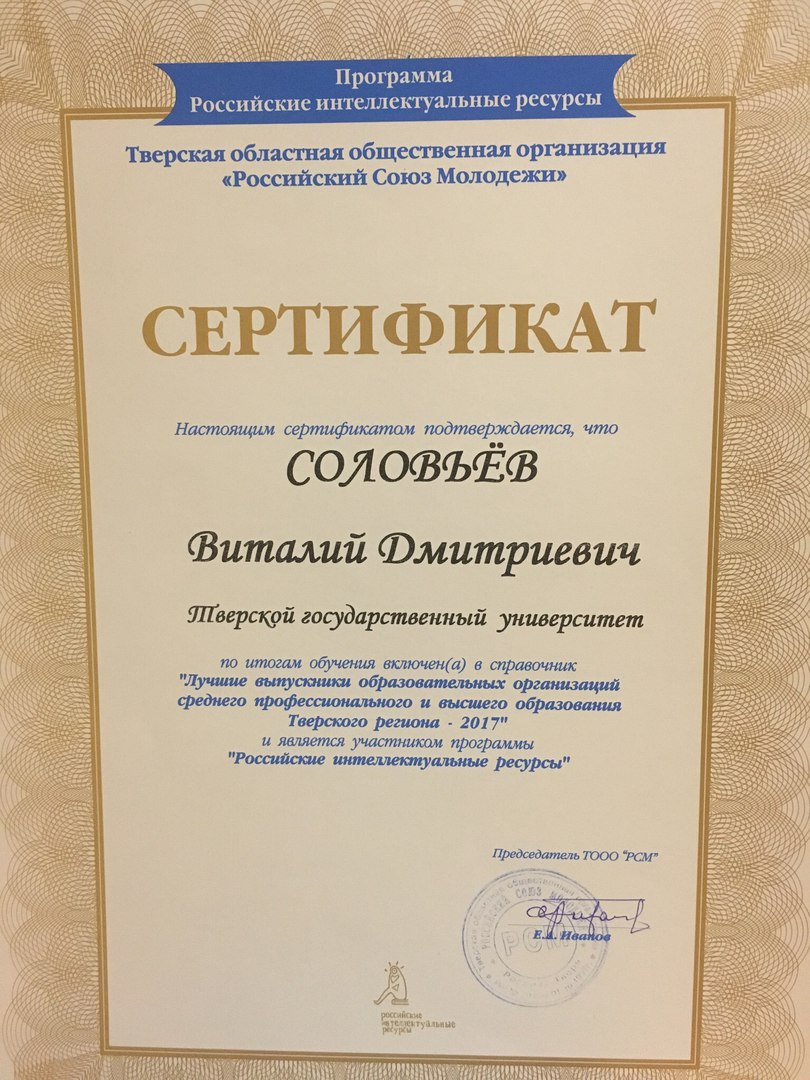 Программа
Российские интеллектуальные ресурсы
Тверская областная общественная организация
«Российский Союз Молодежи»
СЕРТИФИКАТ
Настоящим сертификатом подтверждается, что
СОЛОВЬЁВ
Виталий Дмитриевич
Тверской государственный университет
по итогам обучения включен(а) в справочник
"Лучшие выпускники образовательных организаций
среднего профессионального и высшего образования
Тверского региона - 2017"
и является участником программы
"Российские интеллектуальные ресурсы"
Председатель ТООО "РСМ"
РСМ
Е.А. Иванов
российские
интеллектуальные
ресурсы